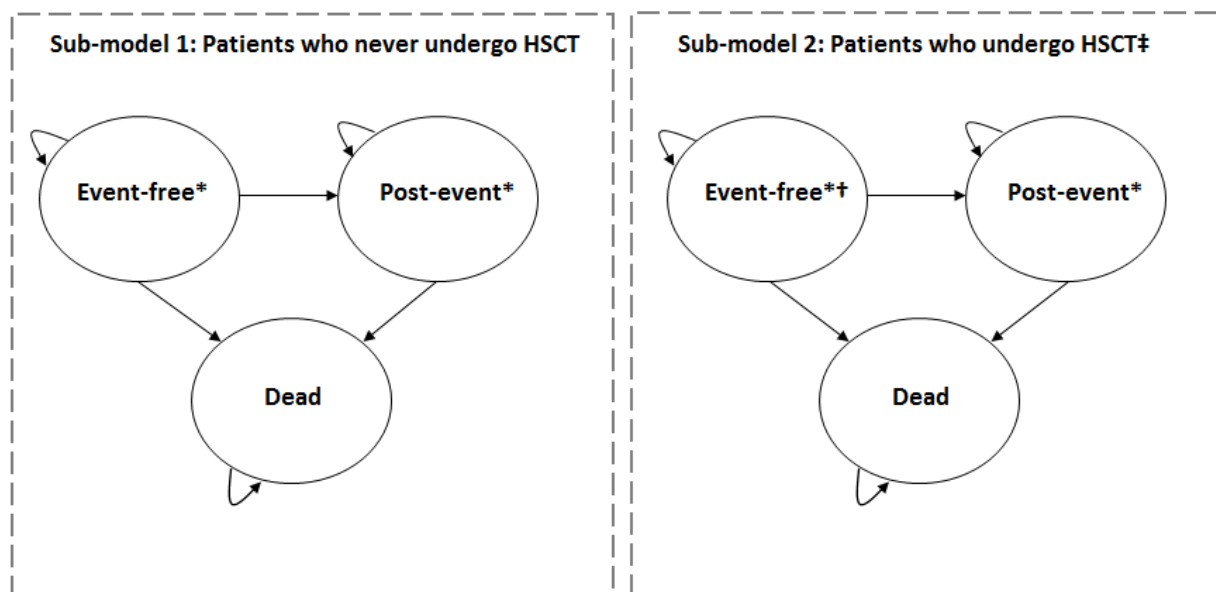 Sub-model 1: Patients who never undergo HSCT
Event-free*
Post-event*
Dead
Sub-model 2: Patients who undergo HSCT‡
Event-free*†
Post-event*
Dead